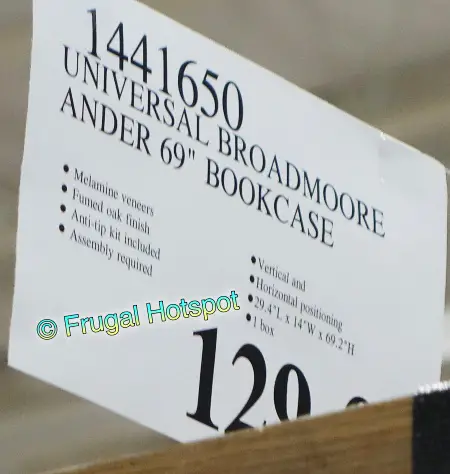 1441650
UNIVERSAL BROADMOORE
ANDER 69" BOOKCASE
• Melamine veneers
• Fumed oak finish
• Anti-tip kit included
• Assembly required
• Vertical and
• Horizontal positioning
• 29.4"L x 14"W x 69.2"H
• 1 box
© Frugal Hotspot
129